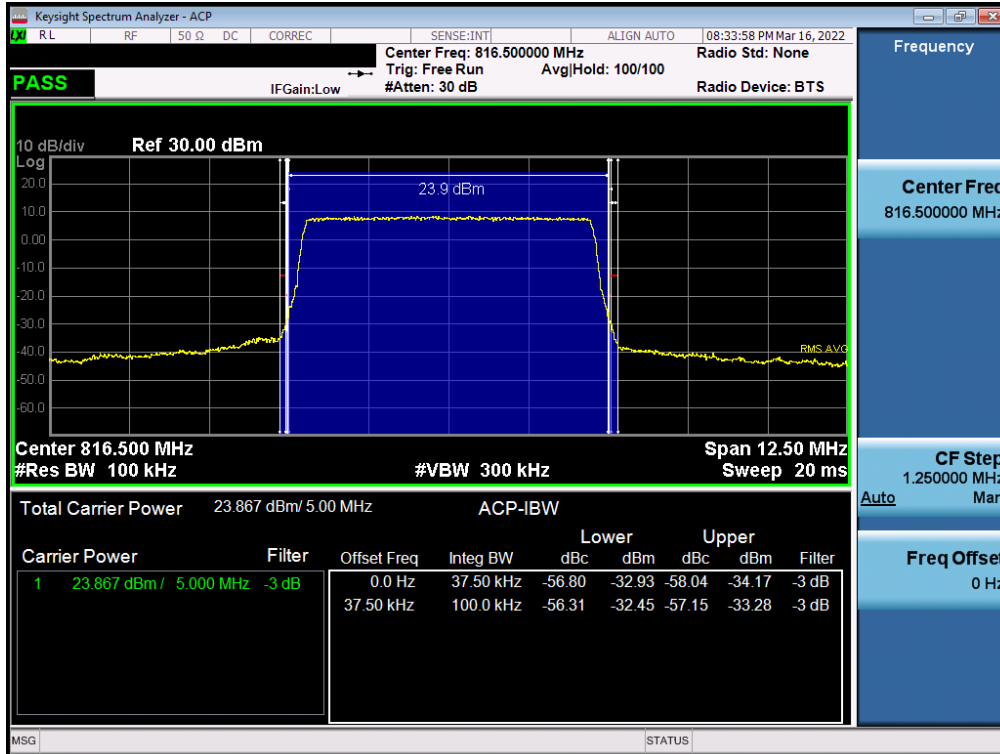 Keysight Spectrum Analyzer - ACP
LXI RL RF 50 Ω DC CORREC SENSE:INT ALIGN AUTO 08:33:58 PM Mar 16, 2022
Center Freq: 816.500000 MHz Radio Std: None
Trig: Free Run Avg|Hold: 100/100
PASS IFGain:Low #Atten: 30 dB Radio Device: BTS
10 dB/div Ref 30.00 dBm
Log
23.9 dBm
20.0
10.0
0.00
-10.0
-20.0
-30.0
-40.0
RMS AVG
-50.0
-60.0
Center 816.500 MHz Span 12.50 MHz
#Res BW 100 kHz #VBW 300 kHz Sweep 20 ms
Total Carrier Power 23.867 dBm/ 5.00 MHz ACP-IBW
Lower Upper
Carrier Power Filter Offset Freq Integ BW dBc dBm dBc dBm Filter
1 23.867 dBm / 5.000 MHz -3 dB 0.0 Hz 37.50 kHz -56.80 -32.93 -58.04 -34.17 -3 dB
37.50 kHz 100.0 kHz -56.31 -32.45 -57.15 -33.28 -3 dB
MSG STATUS
Frequency
Center Freq
816.500000 MHz
CF Step
1.250000 MHz
Auto Man
Freq Offset
0 Hz